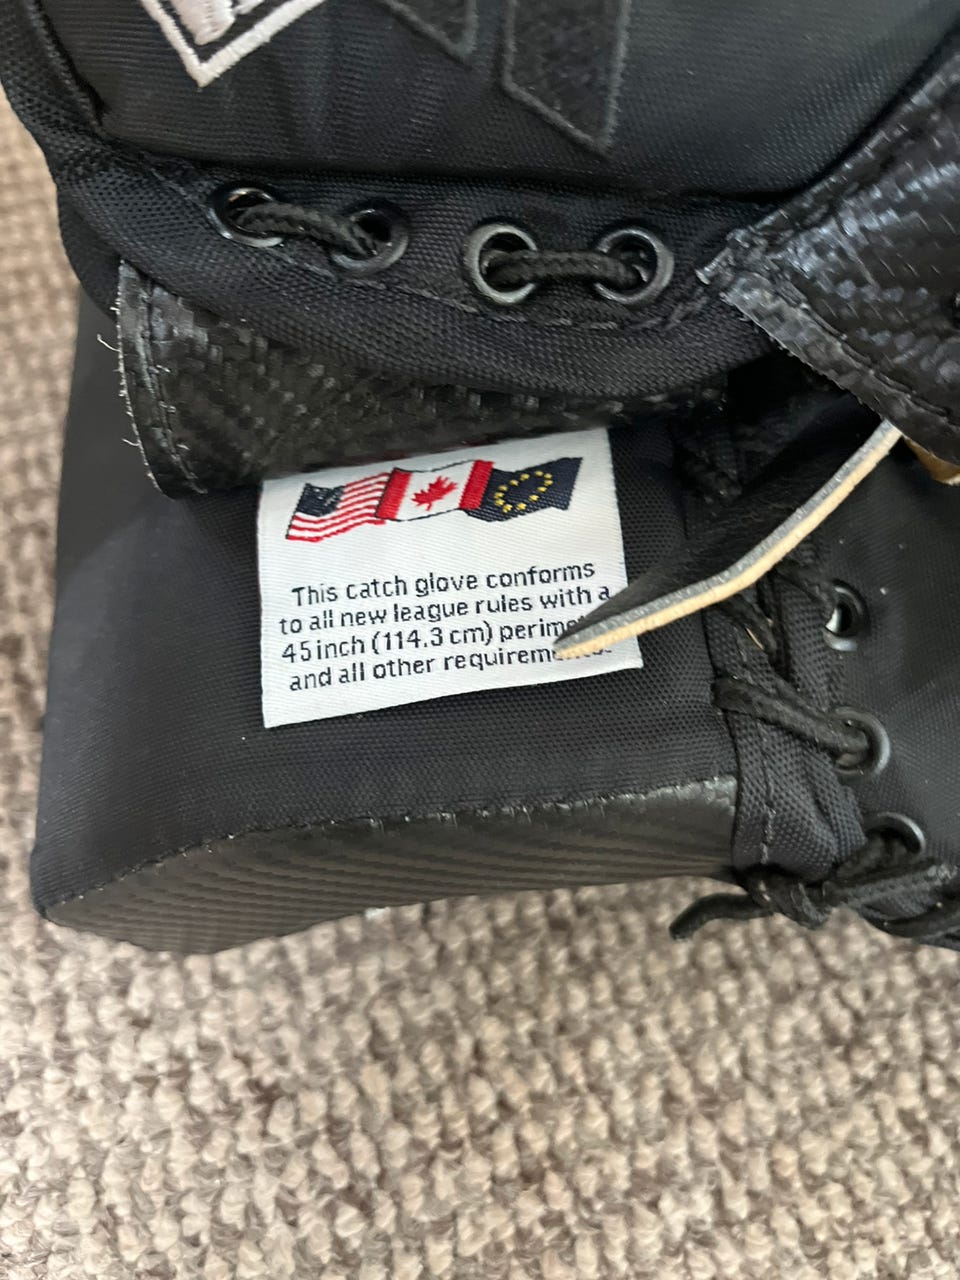 This catch glove conforms
to all new league rules with a
45 inch (114.3 cm)
and all other